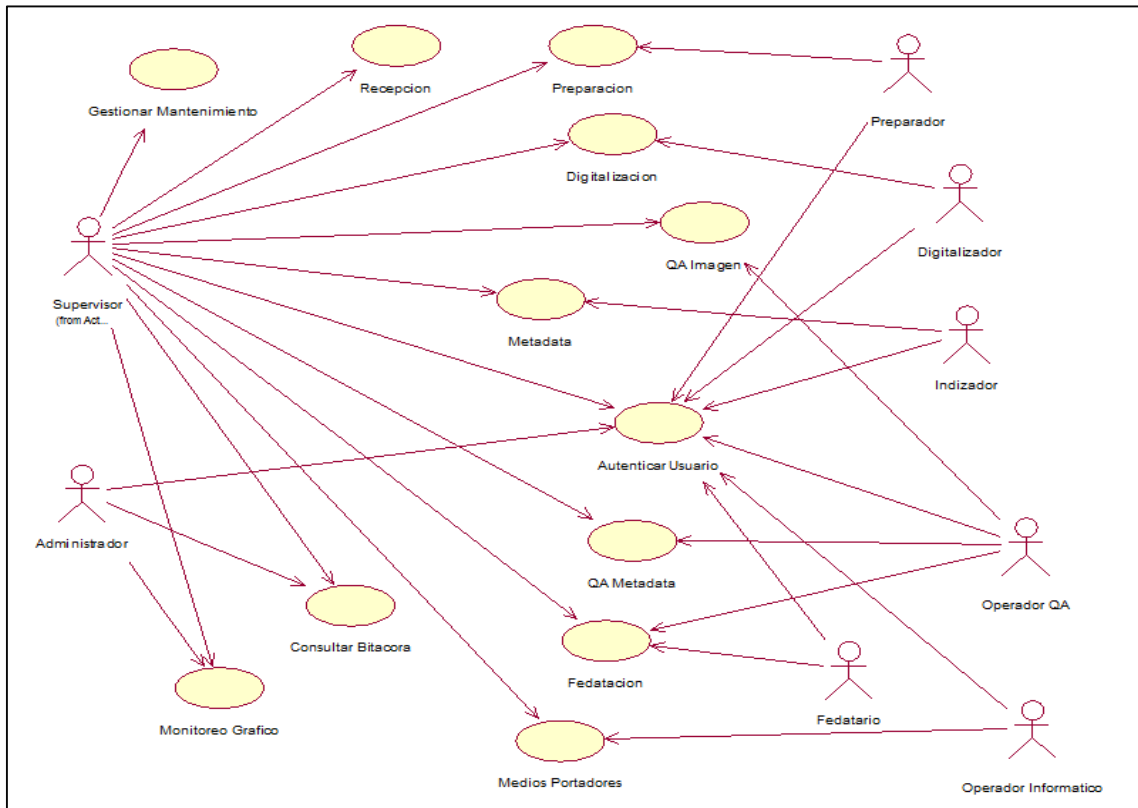 Recepcion
Preparacion
Gestionar Mantenimiento
Preparador
Digitalizacion
Digitalizador
QA Imagen
Supervisor
(from Act...
Metadata
Indizador
Autenticar Usuario
Administrador
QA Metadata
Operador QA
Consultar Bitacora
Fedatacion
Fedatario
Monitoreo Grafico
Medios Portadores
Operador Informatico